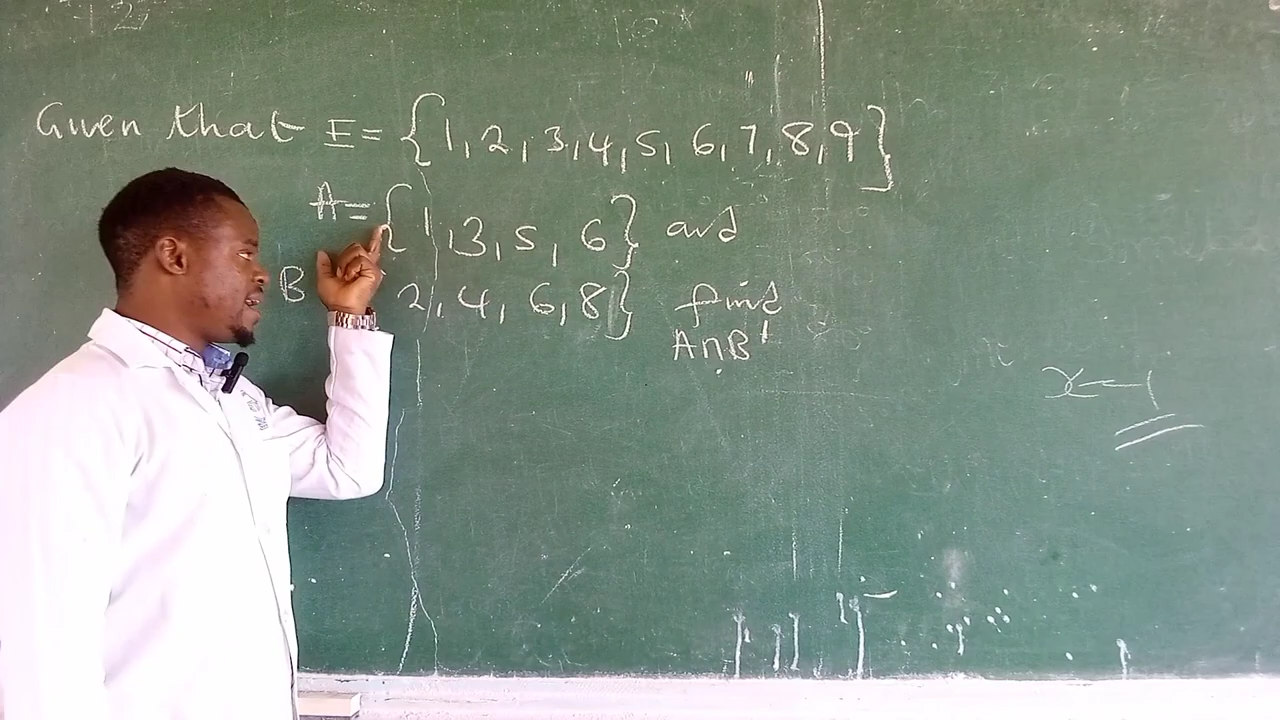 Given that E = {1, 2, 3, 4, 5, 6, 7, 8, 9}
A = {1, 3, 5, 6} and
B 2, 4, 6, 8} find
A∩B'
x = -1